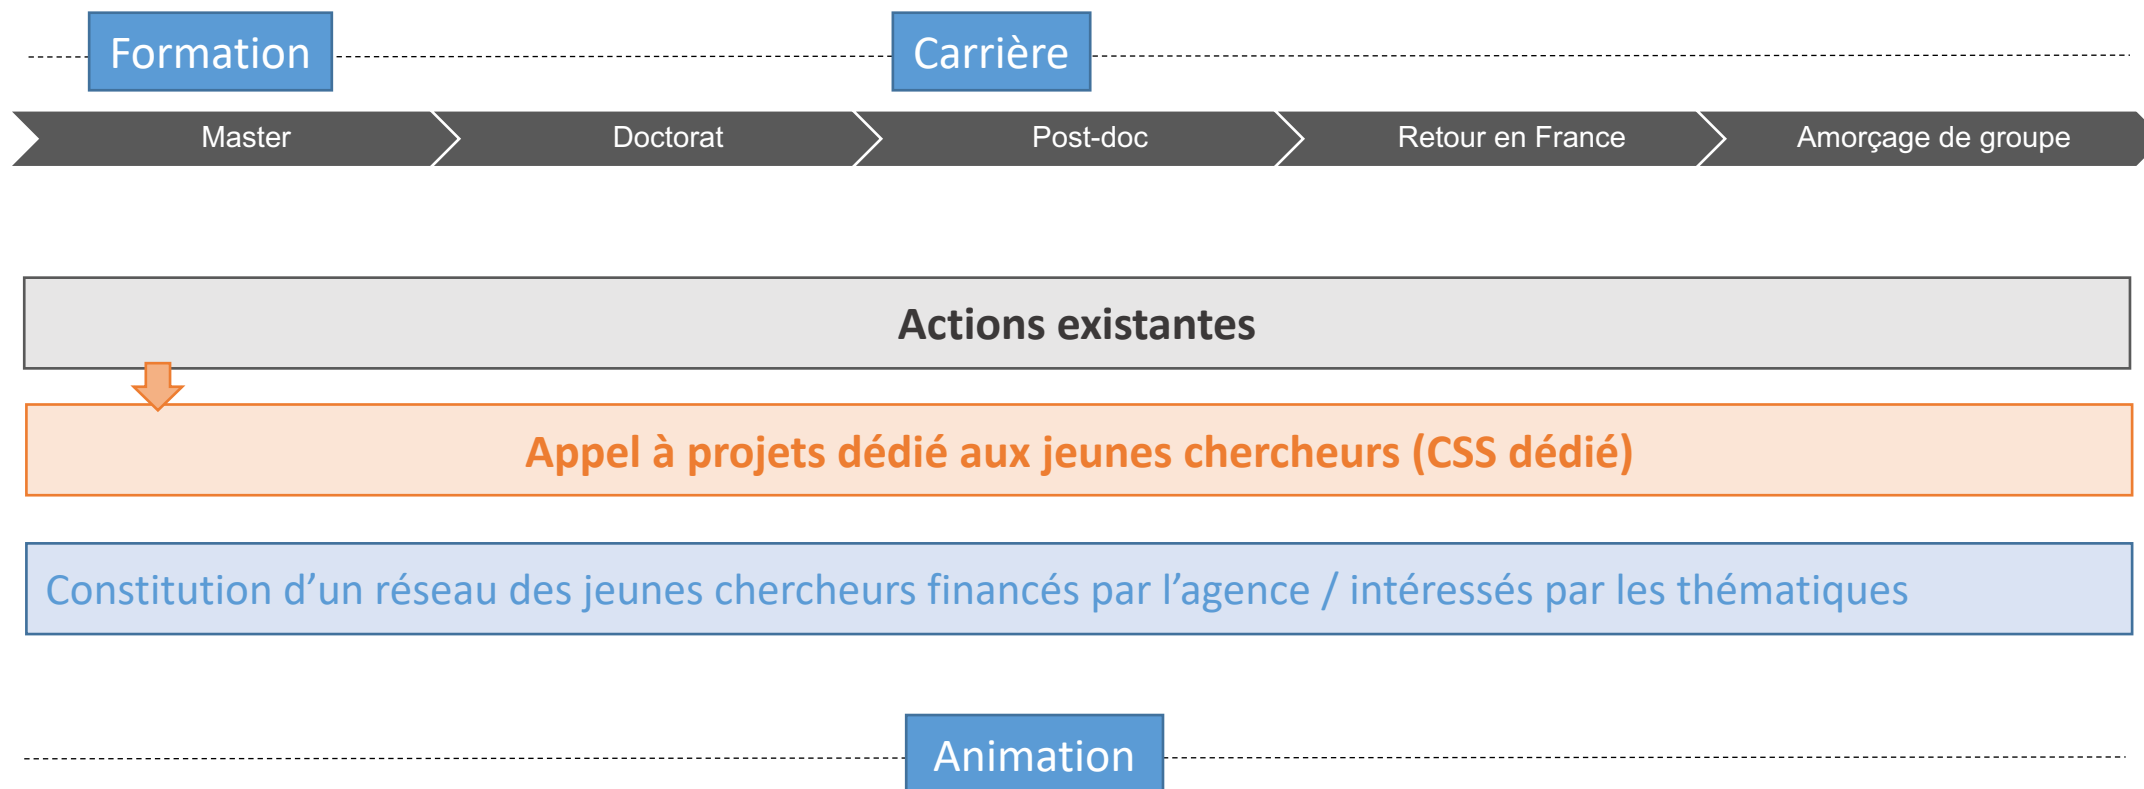 Formation
Carrière
Master
Doctorat
Post-doc
Retour en France
Amorçage de groupe
Actions existantes
Appel à projets dédié aux jeunes chercheurs (CSS dédié)
Constitution d’un réseau des jeunes chercheurs financés par l’agence / intéressés par les thématiques
Animation